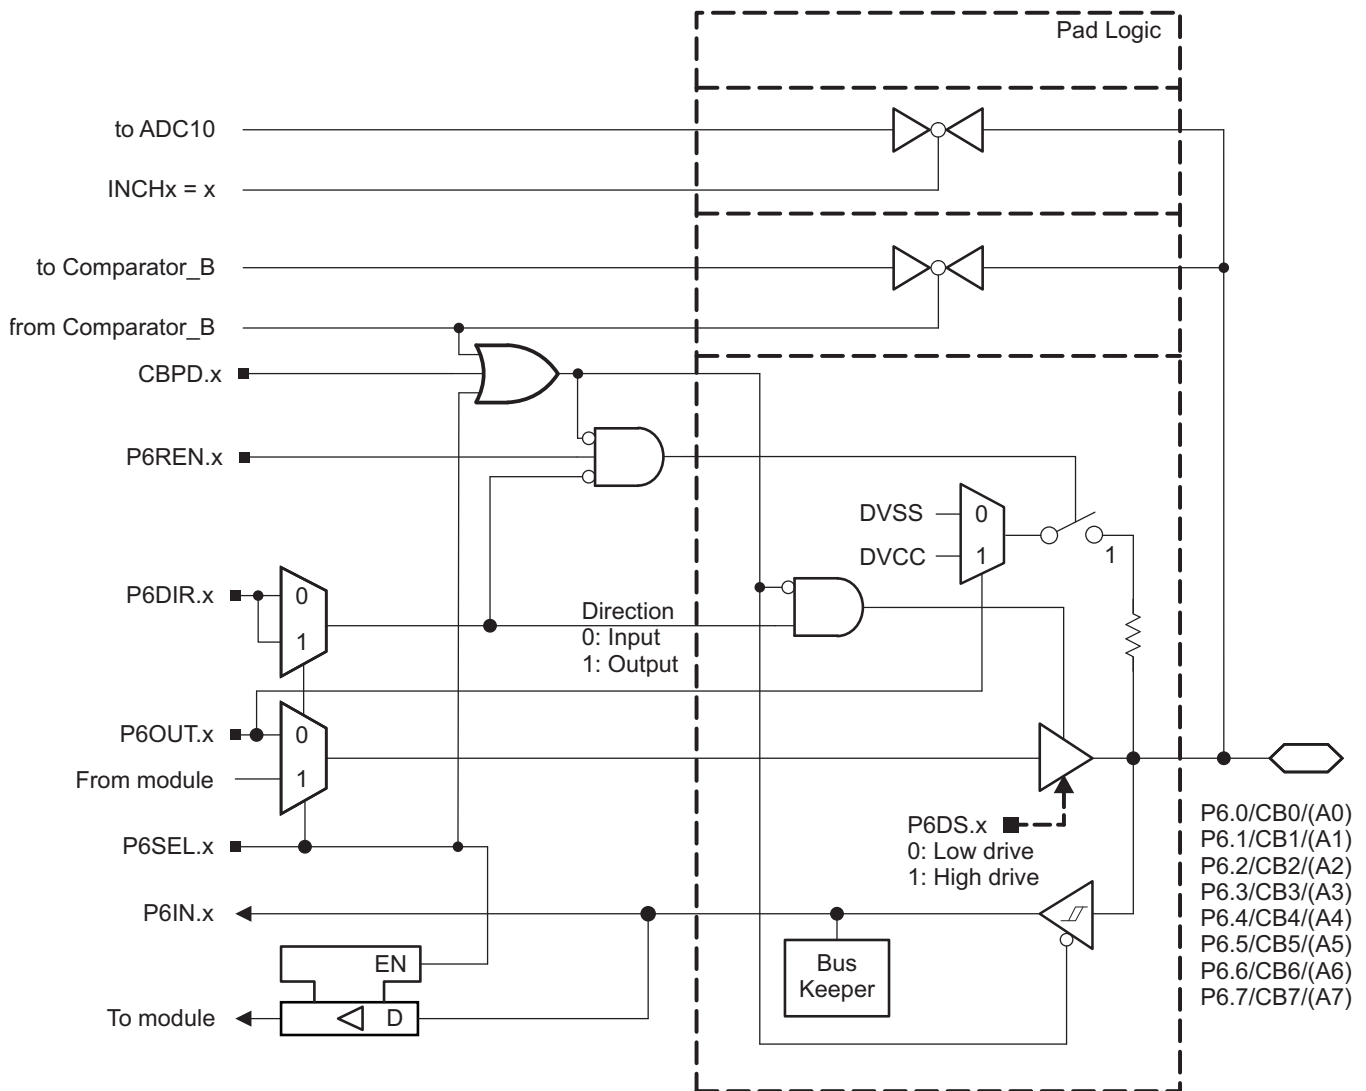 Pad Logic
to ADC10
INCHx = x
to Comparator_B
from Comparator_B
CBPD.x
P6REN.x
DVSS
0
DVCC
1
1
P6DIR.x
0
1
Direction
0: Input
1: Output
P6OUT.x
0
From module
1
P6SEL.x
P6DS.x
0: Low drive
1: High drive
P6.0/CB0/(A0)
P6.1/CB1/(A1)
P6.2/CB2/(A2)
P6.3/CB3/(A3)
P6.4/CB4/(A4)
P6.5/CB5/(A5)
P6.6/CB6/(A6)
P6.7/CB7/(A7)
P6IN.x
EN
Bus
Keeper
To module
D